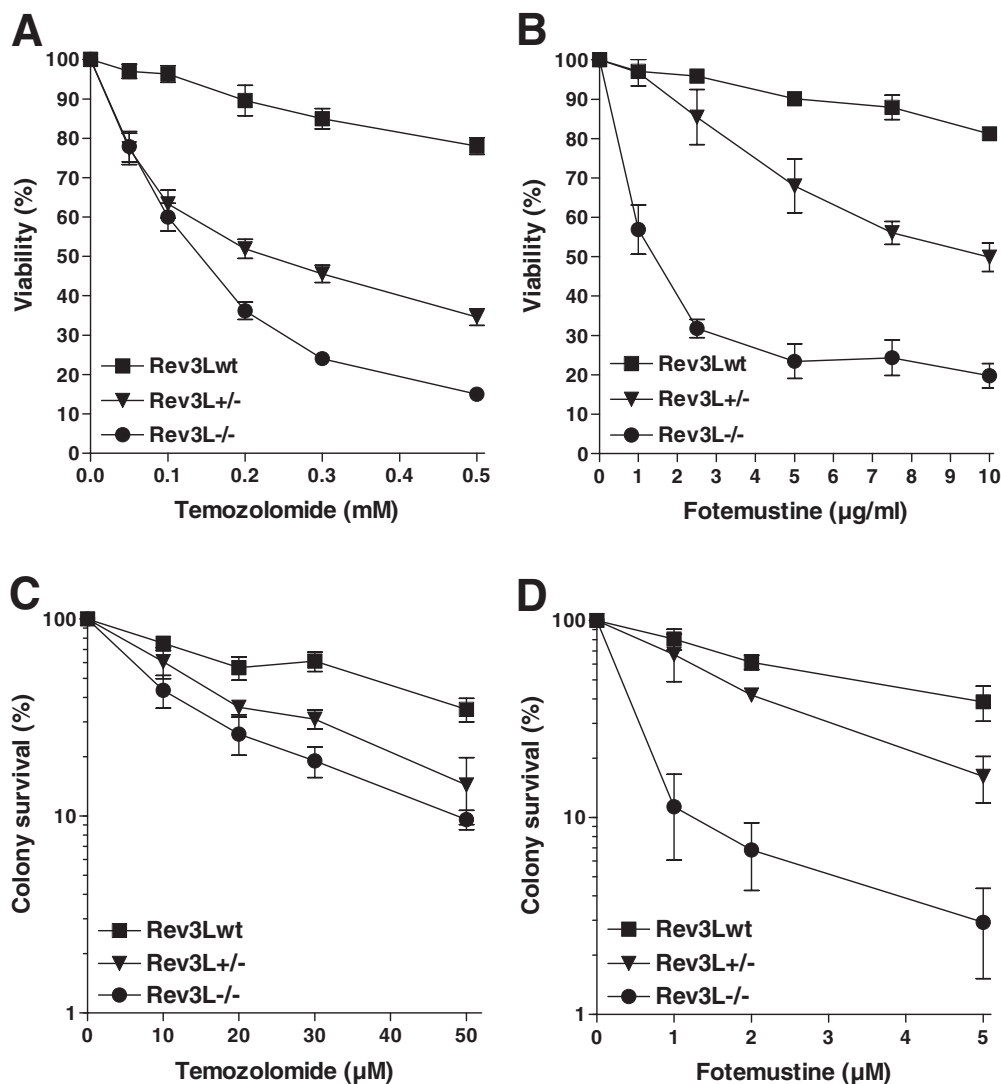 A
Viability (%)
100
90
80
70
60
50
40
30
20
10
0
Rev3Lwt
Rev3L+/-
Rev3L-/-
0.0 0.1 0.2 0.3 0.4 0.5
Temozolomide (mM)
B
Viability (%)
100
90
80
70
60
50
40
30
20
10
0
Rev3Lwt
Rev3L+/-
Rev3L-/-
0 1 2 3 4 5 6 7 8 9 10
Fotemustine (µg/ml)
C
Colony survival (%)
100
10
1
Rev3Lwt
Rev3L+/-
Rev3L-/-
0 10 20 30 40 50
Temozolomide (µM)
D
Colony survival (%)
100
10
1
Rev3Lwt
Rev3L+/-
Rev3L-/-
0 1 2 3 4 5
Fotemustine (µM)